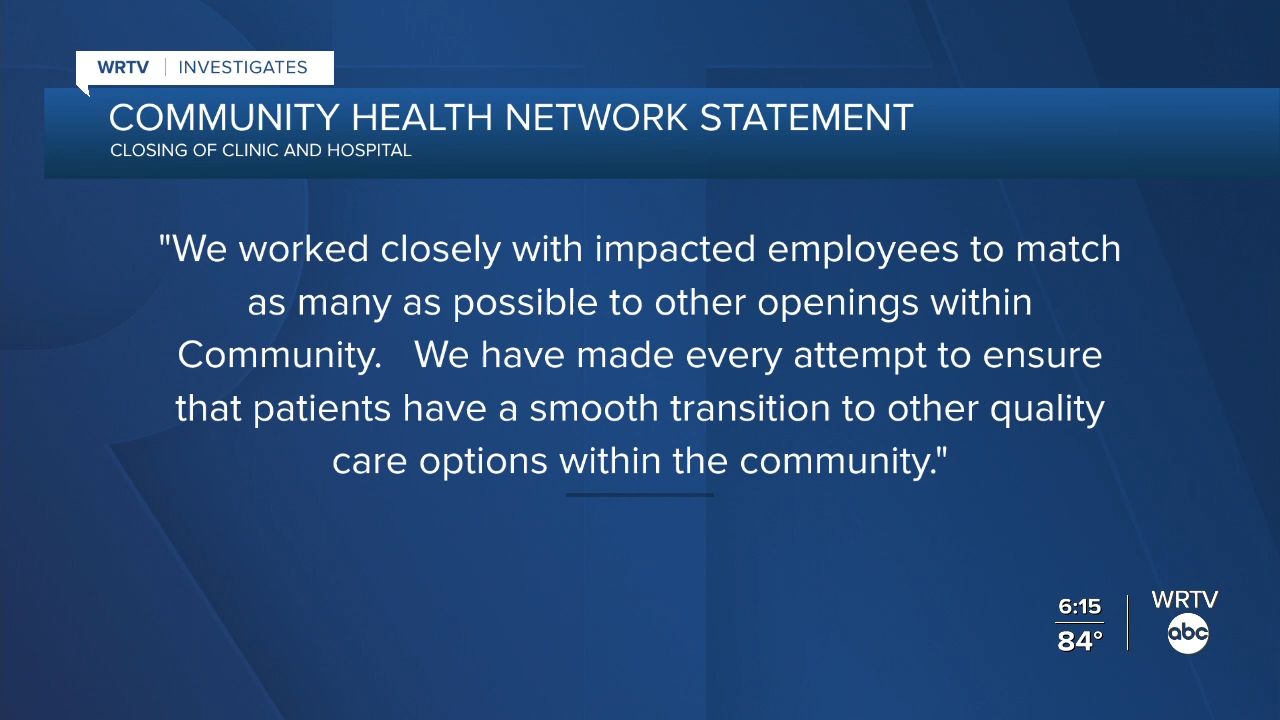 WRTV | INVESTIGATES
COMMUNITY HEALTH NETWORK STATEMENT
CLOSING OF CLINIC AND HOSPITAL
"We worked closely with impacted employees to match
as many as possible to other openings within
Community.   We have made every attempt to ensure
that patients have a smooth transition to other quality
care options within the community."
6:15
84°
WRTV
abc